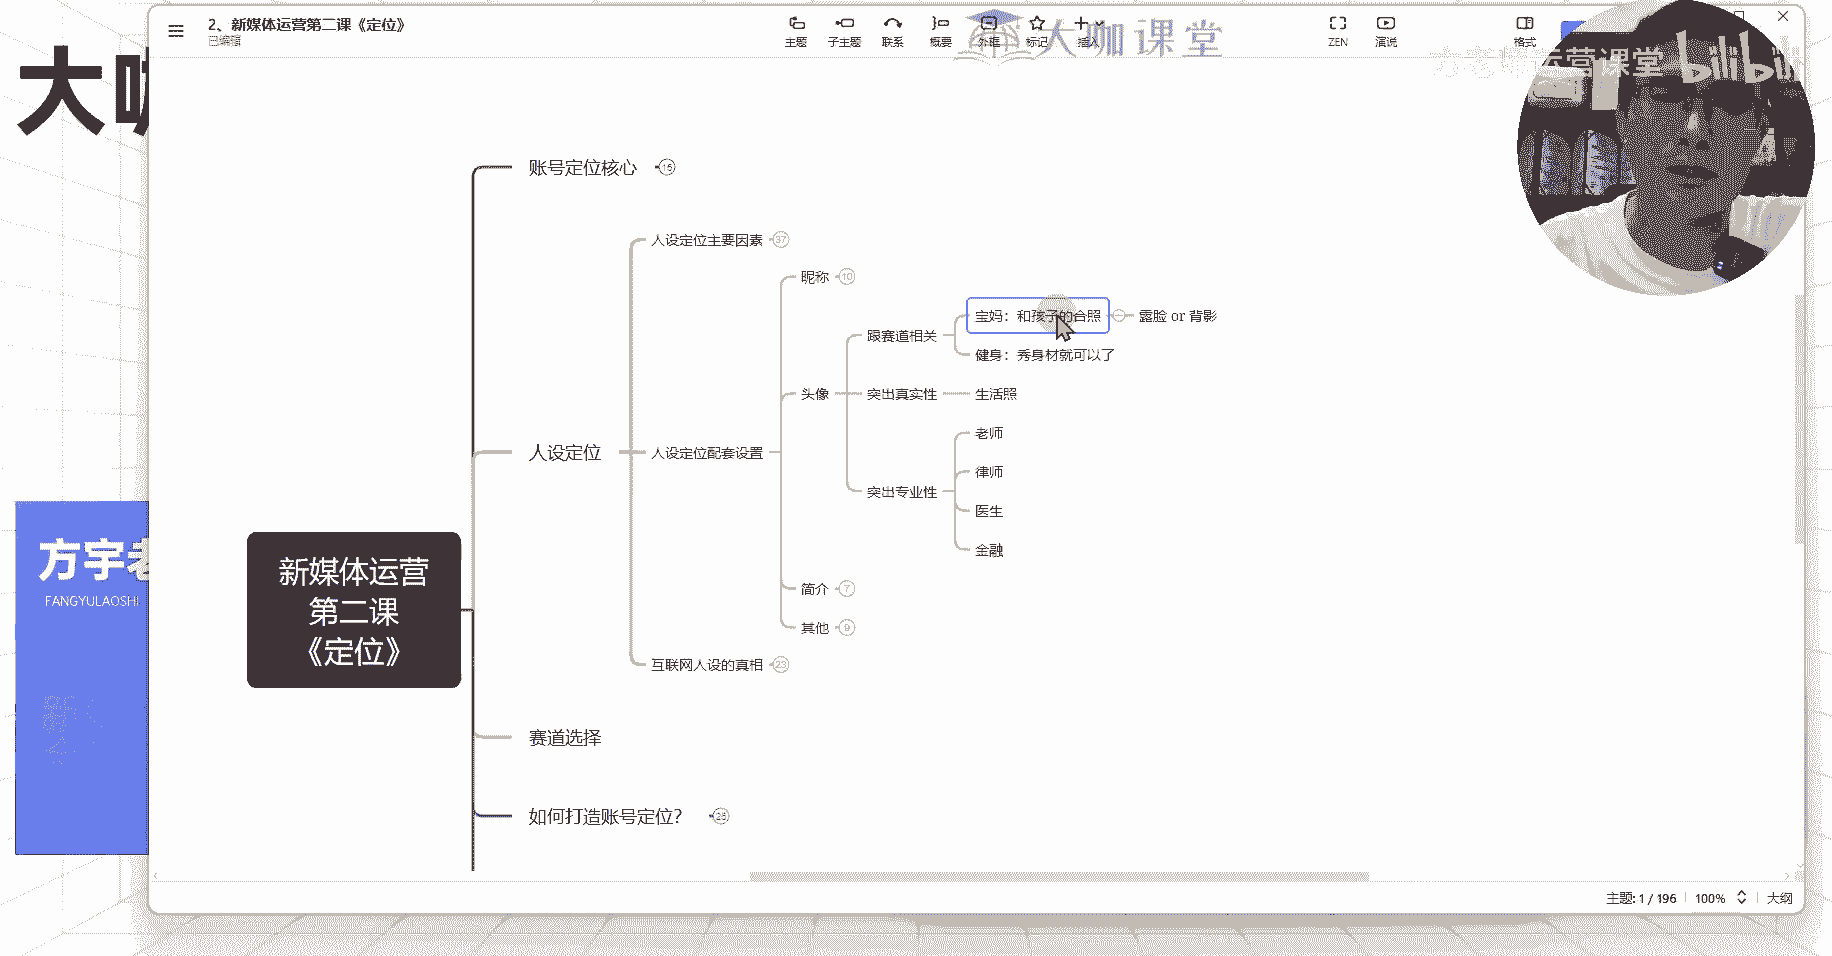 2、新媒体运营第二课《定位》
已编辑
主题
子主题
联系
概要
外框
标记
插入
ZEN
演说
格式
大咖课堂
运营课堂
bilibili
大
账号定位核心
15
人设定位主要因素
37
昵称
10
跟赛道相关
宝妈：和孩子的合照
露脸 or 背影
健身：秀身材就可以了
头像
突出真实性
生活照
人设定位
人设定位配套设置
突出专业性
老师
律师
医生
金融
简介
7
其他
9
互联网人设的真相
23
新媒体运营
第二课
《定位》
赛道选择
如何打造账号定位？
25
方宇老
FANGYULAOSHI
主题: 1 / 196
100%
大纲